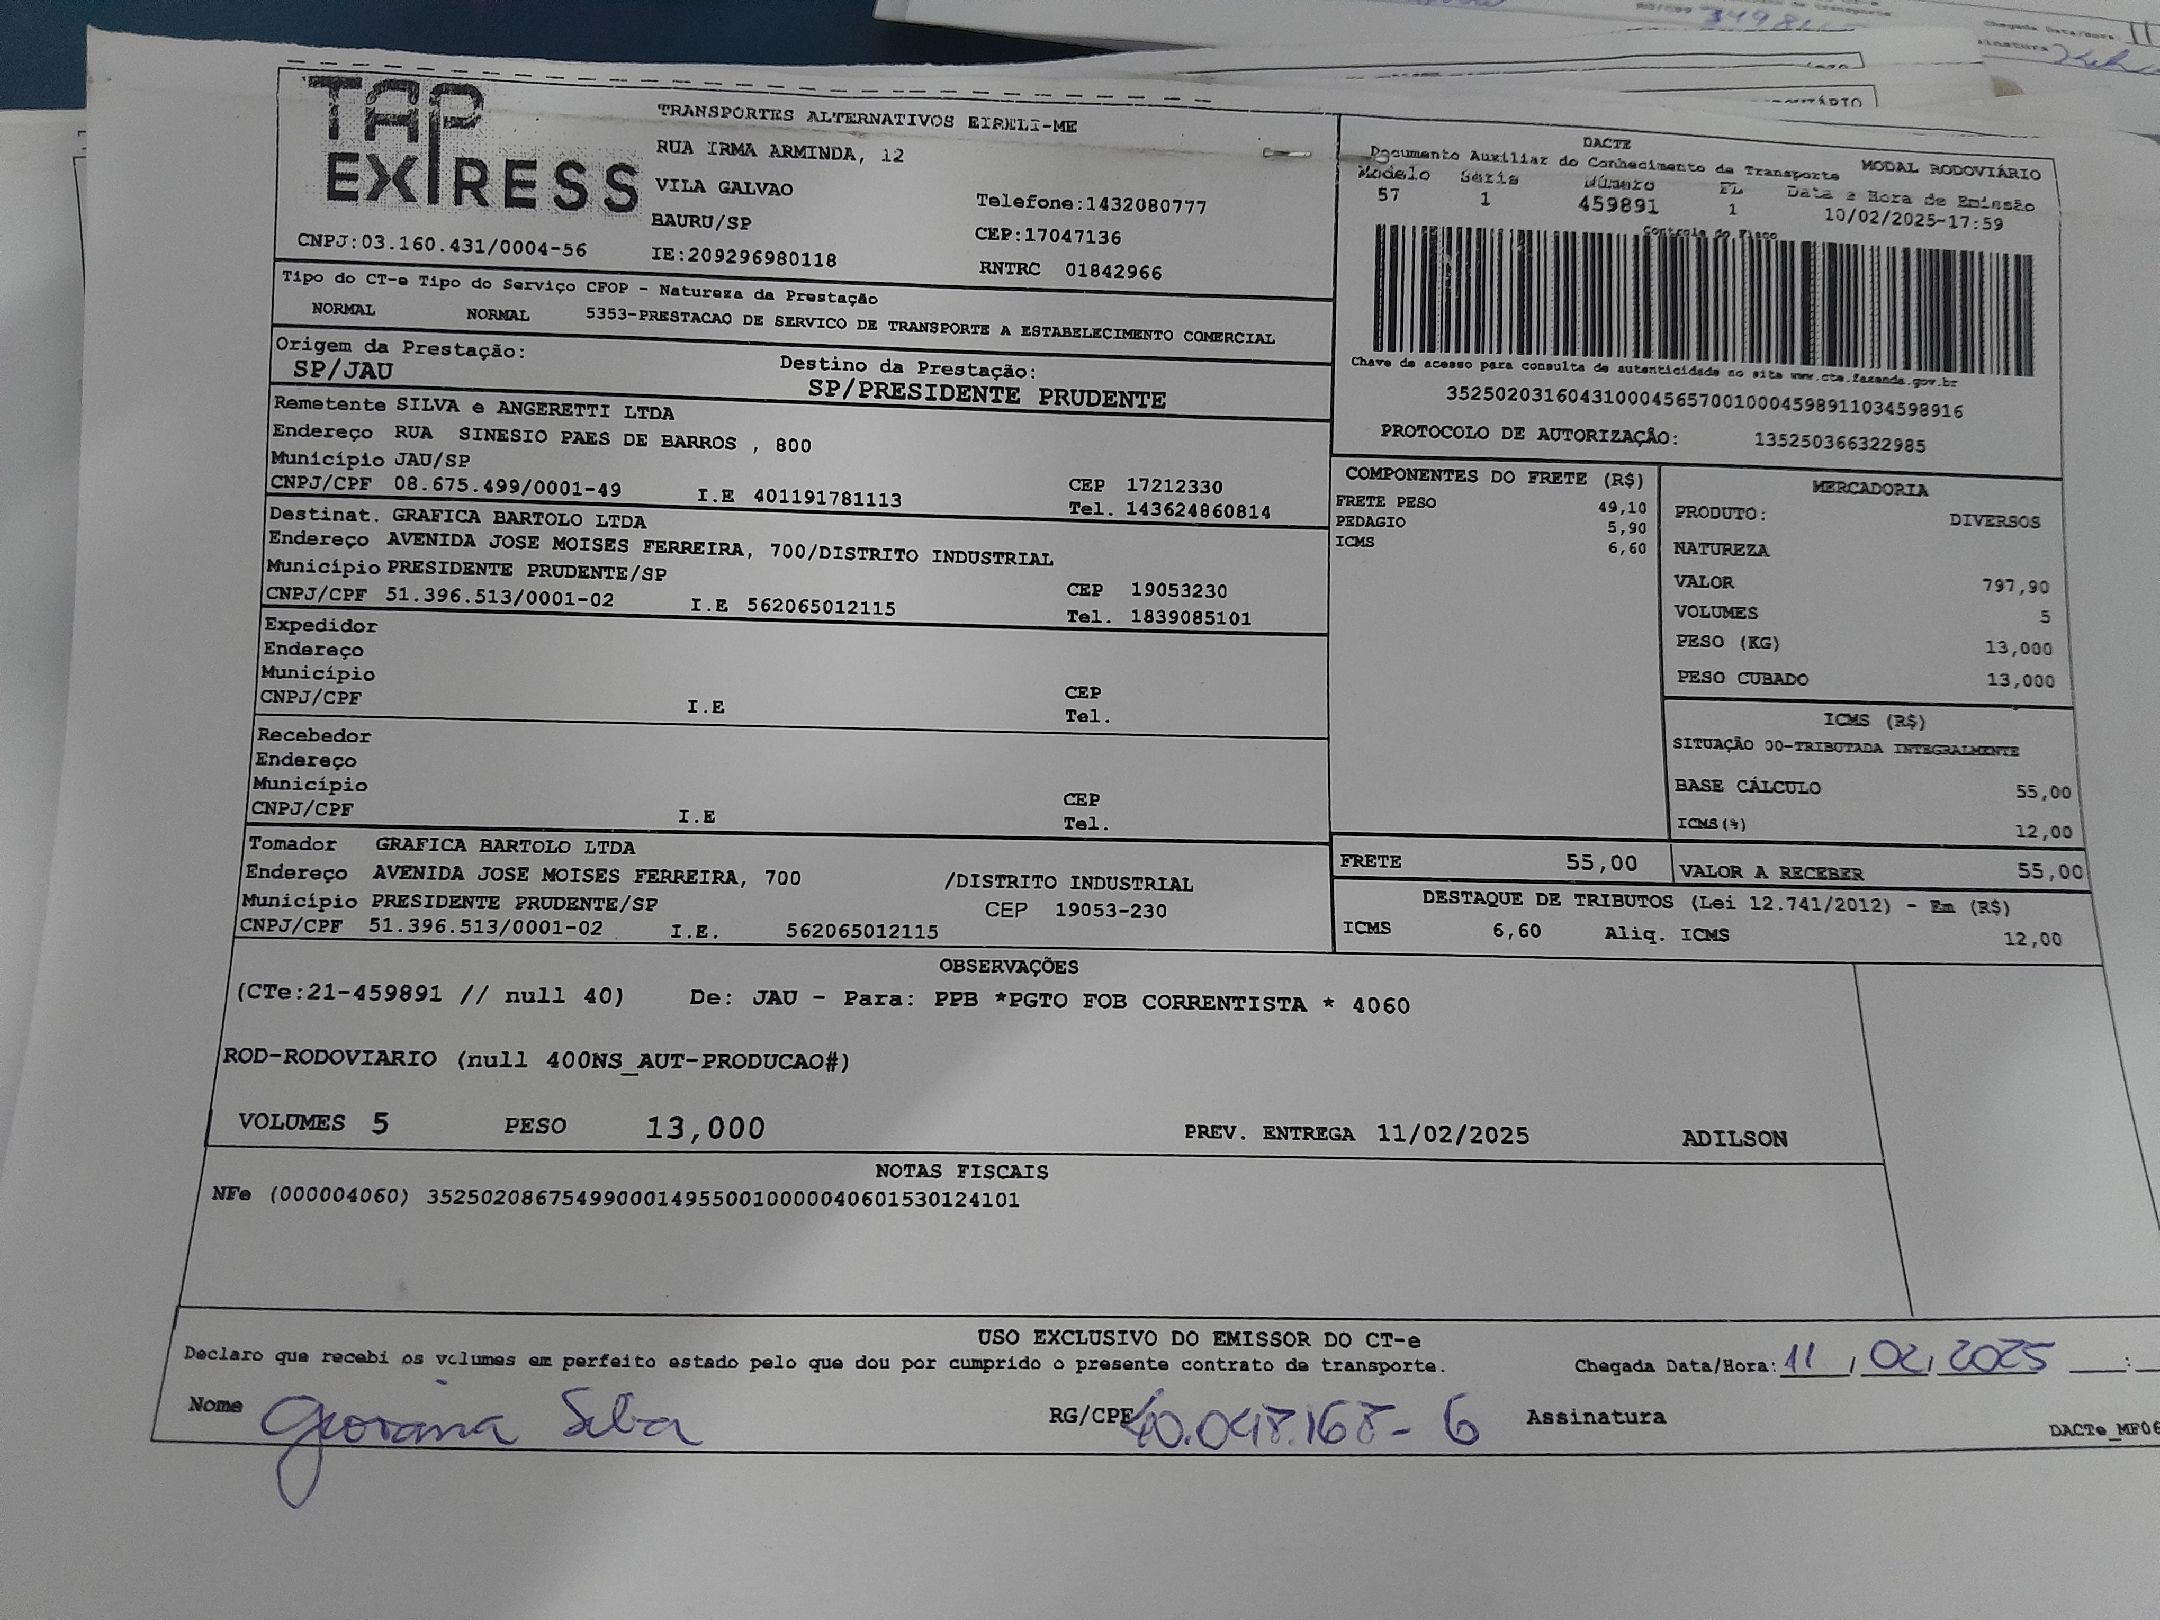 TAP
EXPRESS
CNPJ:03.160.431/0004-56
TRANSPORTES ALTERNATIVOS EIRELI-ME
RUA IRMA ARMINDA, 12
VILA GALVAO
BAURU/SP
IE:209296980118
Telefone:1432080777
CEP:17047136
RNTRC 01842966
DACTE
Documento Auxiliar do Conhecimento de Transporte MODAL RODOVIÁRIO
Modelo Série Número FL Data e Hora de Emissão
57 1 459891 1 10/02/2025-17:59
Controle do Fisco
Chave de acesso para consulta de autenticidade no site www.cte.fazenda.gov.br
35250203160431000456570010004598911034598916
PROTOCOLO DE AUTORIZAÇÃO: 135250366322985
Tipo do CT-e Tipo do Serviço CFOP - Natureza da Prestação
NORMAL NORMAL 5353-PRESTACAO DE SERVICO DE TRANSPORTE A ESTABELECIMENTO COMERCIAL
Origem da Prestação: Destino da Prestação:
SP/JAU SP/PRESIDENTE PRUDENTE
Remetente SILVA e ANGERETTI LTDA
Endereço RUA SINESIO PAES DE BARROS , 800
Município JAU/SP CEP 17212330
CNPJ/CPF 08.675.499/0001-49 I.E 401191781113 Tel. 143624860814
Destinat. GRAFICA BARTOLO LTDA
Endereço AVENIDA JOSE MOISES FERREIRA, 700/DISTRITO INDUSTRIAL
Município PRESIDENTE PRUDENTE/SP CEP 19053230
CNPJ/CPF 51.396.513/0001-02 I.E 562065012115 Tel. 1839085101
Expedidor
Endereço
Município CEP
CNPJ/CPF I.E Tel.
Recebedor
Endereço
Município CEP
CNPJ/CPF I.E Tel.
Tomador GRAFICA BARTOLO LTDA
Endereço AVENIDA JOSE MOISES FERREIRA, 700 /DISTRITO INDUSTRIAL
Município PRESIDENTE PRUDENTE/SP CEP 19053-230
CNPJ/CPF 51.396.513/0001-02 I.E. 562065012115
COMPONENTES DO FRETE (R$)
FRETE PESO 49,10
PEDAGIO 5,90
ICMS 6,60
MERCADORIA
PRODUTO: DIVERSOS
NATUREZA
VALOR 797,90
VOLUMES 5
PESO (KG) 13,000
PESO CUBADO 13,000
ICMS (R$)
SITUAÇÃO 00-TRIBUTADA INTEGRALMENTE
BASE CÁLCULO 55,00
ICMS(%) 12,00
FRETE 55,00 VALOR A RECEBER 55,00
DESTAQUE DE TRIBUTOS (Lei 12.741/2012) - Em (R$)
ICMS 6,60 Aliq. ICMS 12,00
OBSERVAÇÕES
(CTe:21-459891 // null 40) De: JAU - Para: PPB *PGTO FOB CORRENTISTA * 4060
ROD-RODOVIARIO (null 400NS_AUT-PRODUCAO#)
VOLUMES 5 PESO 13,000 PREV. ENTREGA 11/02/2025 ADILSON
NOTAS FISCAIS
NFe (000004060) 35250208675499000149550010000040601530124101
USO EXCLUSIVO DO EMISSOR DO CT-e
Declaro que recebi os volumes em perfeito estado pelo que dou por cumprido o presente contrato de transporte. Chegada Data/Hora: 11 / 02 / 2025 ___:
Nome Giovana Silva RG/CPF 40.048.168-6 Assinatura
DACTe_MF06